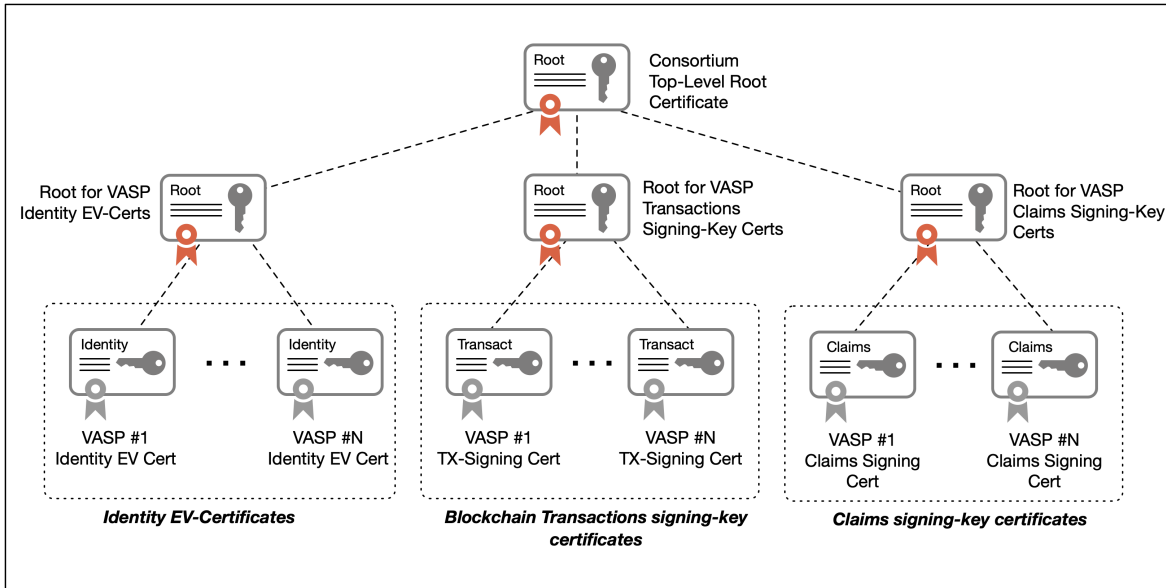 Root
Consortium
Top-Level Root
Certificate
Root for VASP
Identity EV-Certs
Root
Root
Root for VASP
Transactions
Signing-Key Certs
Root
Root for VASP
Claims Signing-Key
Certs
Identity
Identity
VASP #1
Identity EV Cert
VASP #N
Identity EV Cert
Transact
Transact
VASP #1
TX-Signing Cert
VASP #N
TX-Signing Cert
Claims
Claims
VASP #1
Claims Signing
Cert
VASP #N
Claims Signing
Cert
Identity EV-Certificates
Blockchain Transactions signing-key
certificates
Claims signing-key certificates